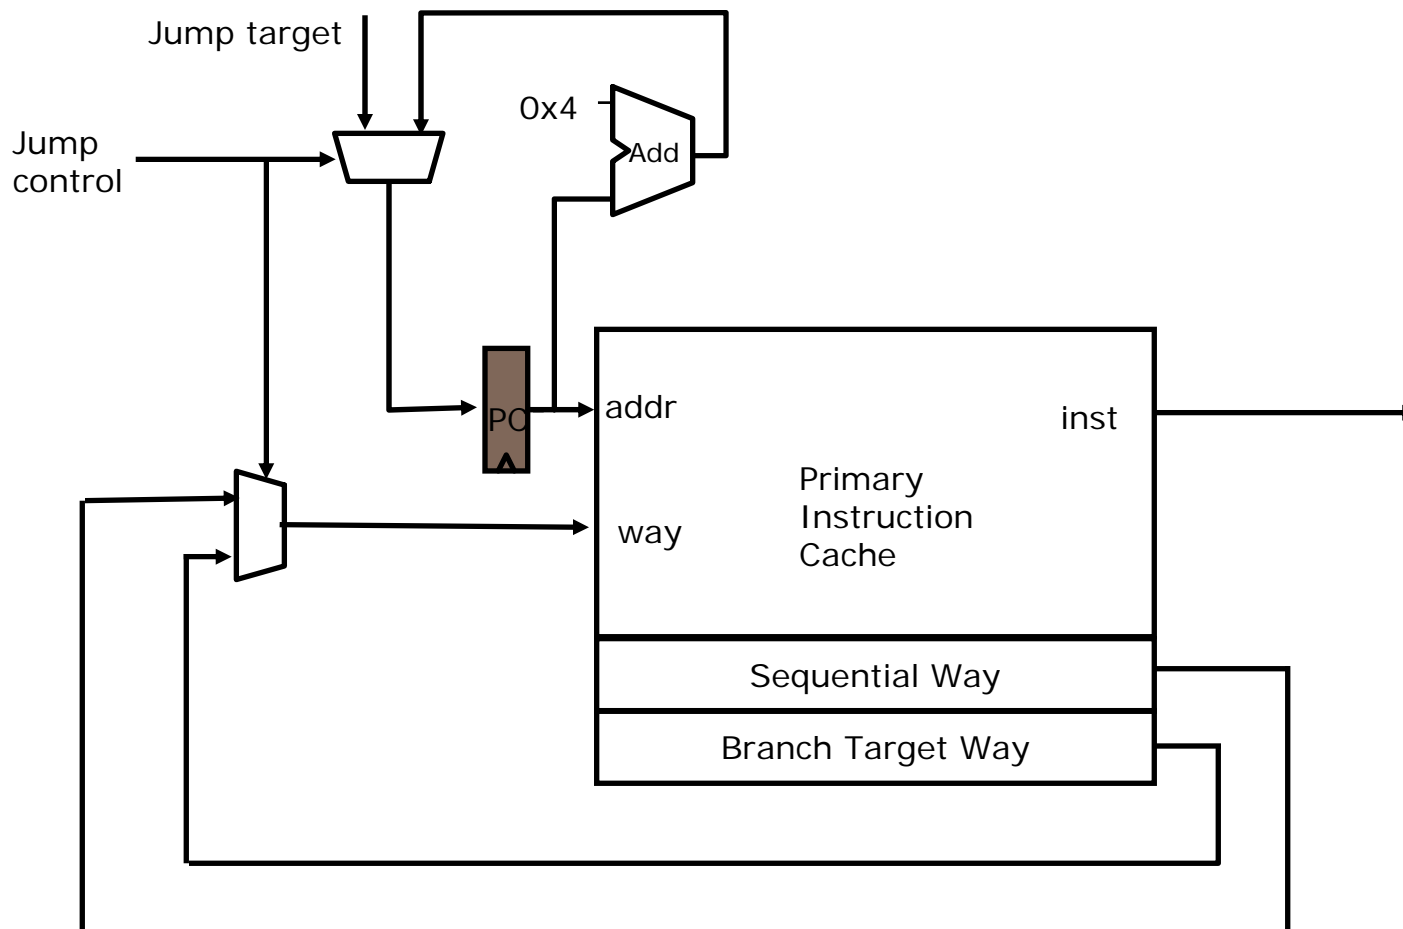 Jump target
0x4
Add
Jump
control
PC
addr
inst
Primary
Instruction
Cache
way
Sequential Way
Branch Target Way